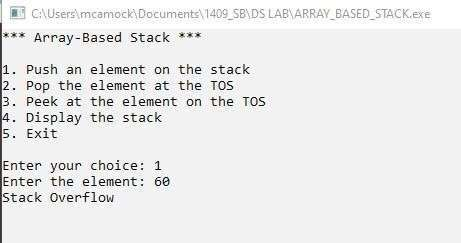 C:\Users\mcamock\Documents\1409_SB\DS LAB\ARRAY_BASED_STACK.exe
*** Array-Based Stack ***
1. Push an element on the stack
2. Pop the element at the TOS
3. Peek at the element on the TOS
4. Display the stack
5. Exit
Enter your choice: 1
Enter the element: 60
Stack Overflow